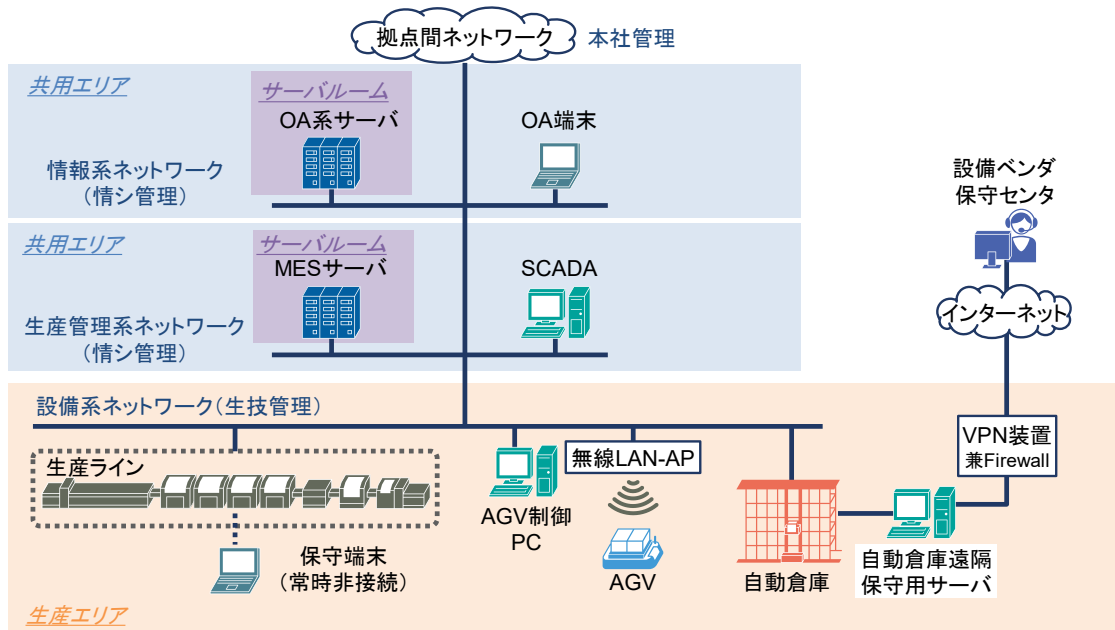 拠点間ネットワーク
本社管理
共用エリア
サーバルーム
OA系サーバ
OA端末
情報系ネットワーク
（情シ管理）
設備ベンダ
保守センタ
共用エリア
サーバルーム
MESサーバ
SCADA
生産管理系ネットワーク
（情シ管理）
インターネット
設備系ネットワーク（生技管理）
VPN装置
兼Firewall
生産ライン
無線LAN-AP
AGV制御
PC
保守端末
（常時非接続）
AGV
自動倉庫
自動倉庫遠隔
保守用サーバ
生産エリア